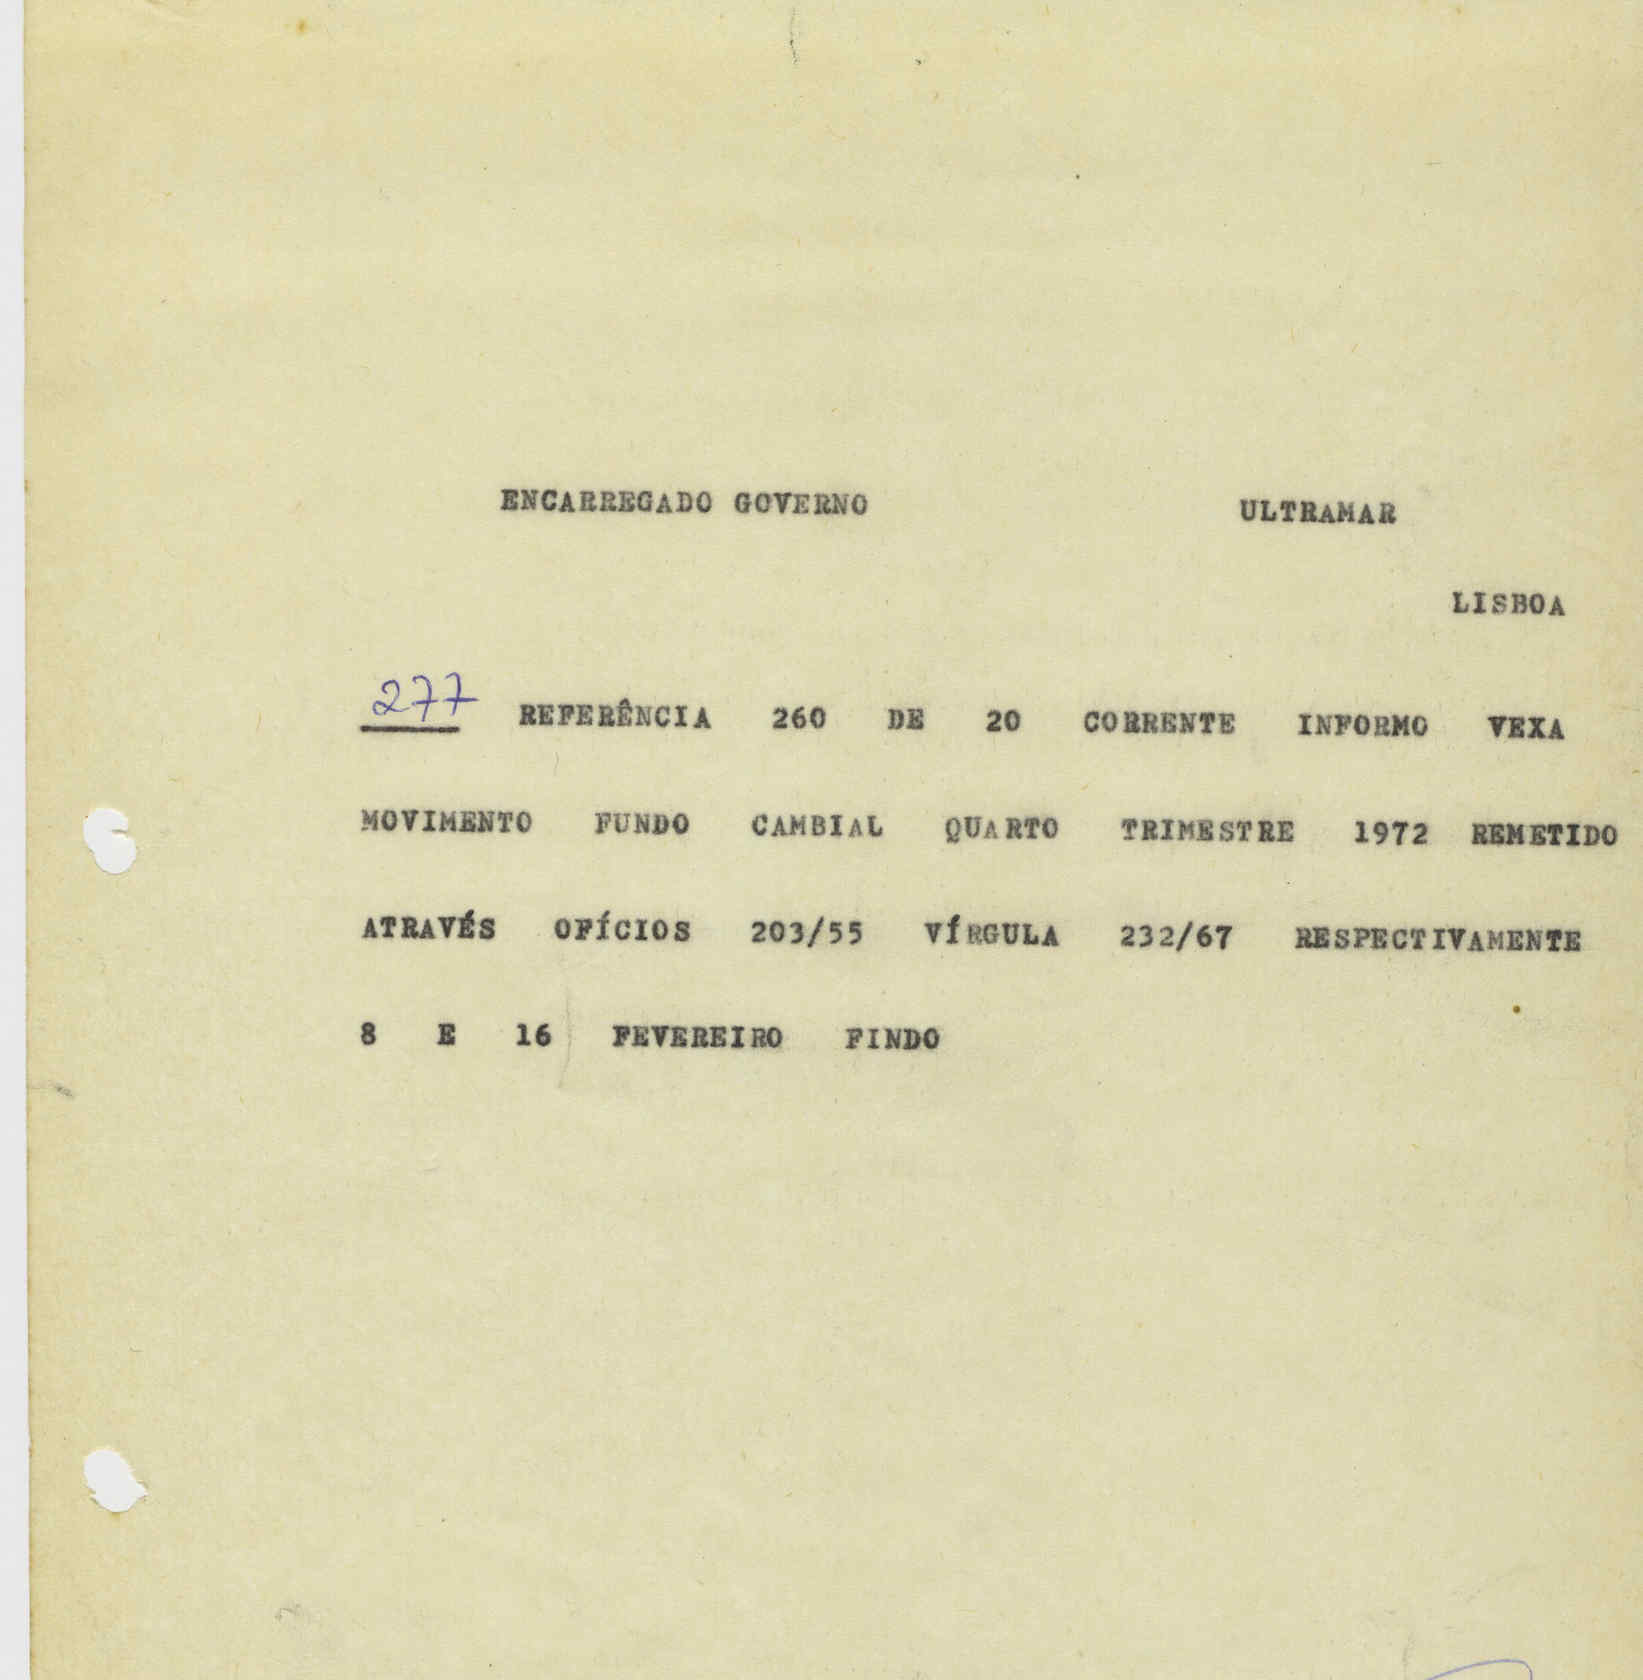 ENCARREGADO GOVERNO ULTRAMAR
LISBOA
277 REFERÊNCIA 260 DE 20 CORRENTE INFORMO VEXA
MOVIMENTO FUNDO CAMBIAL QUARTO TRIMESTRE 1972 REMETIDO
ATRAVÉS OFÍCIOS 203/55 VÍRGULA 232/67 RESPECTIVAMENTE
8 E 16 FEVEREIRO FINDO